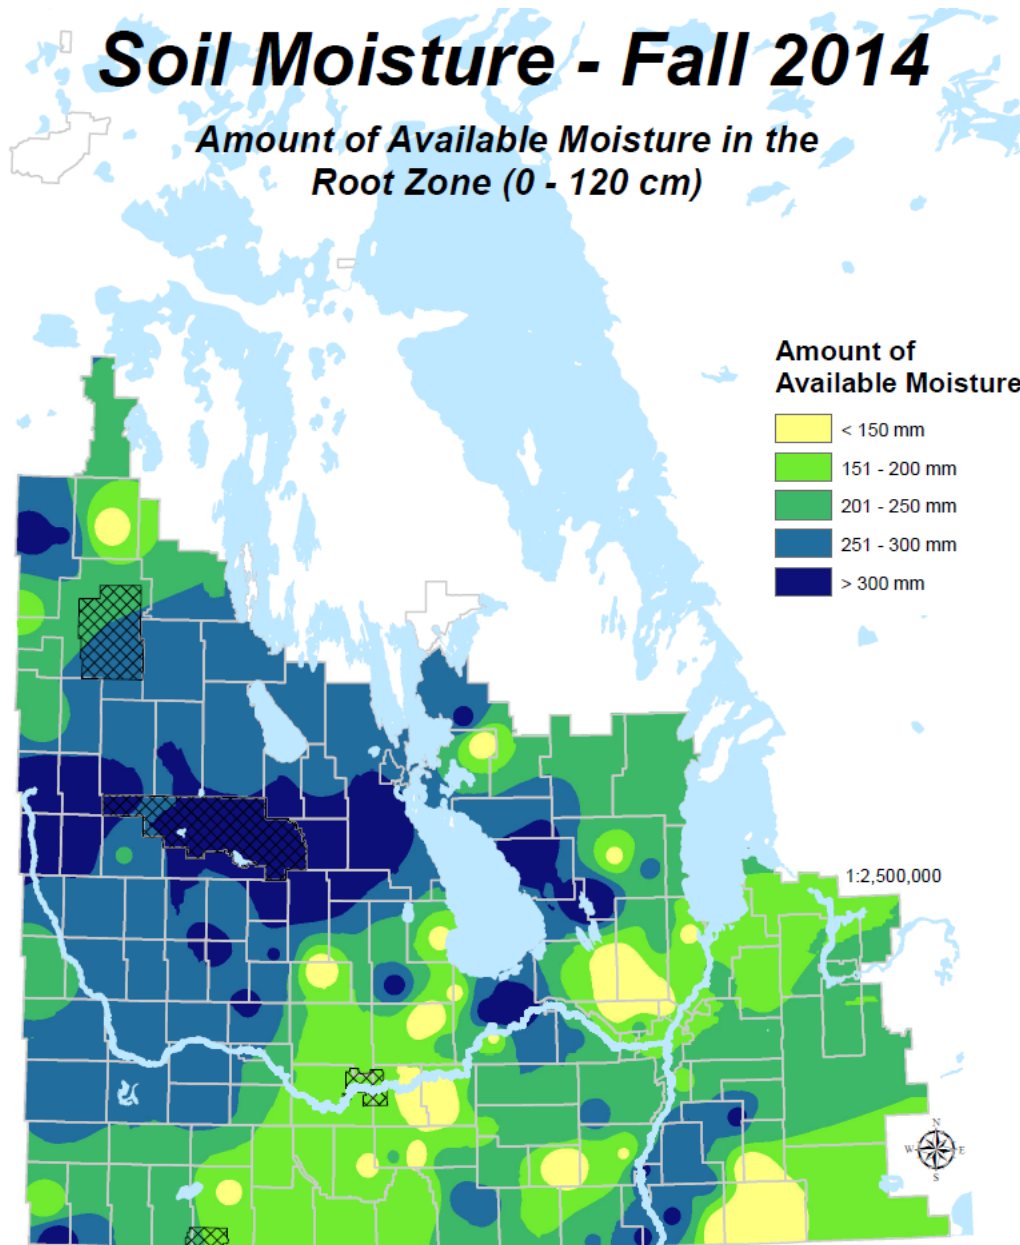 Soil Moisture - Fall 2014
Amount of Available Moisture in the
Root Zone (0 - 120 cm)
Amount of
Available Moisture
< 150 mm
151 - 200 mm
201 - 250 mm
251 - 300 mm
> 300 mm
1:2,500,000
N
W E
S